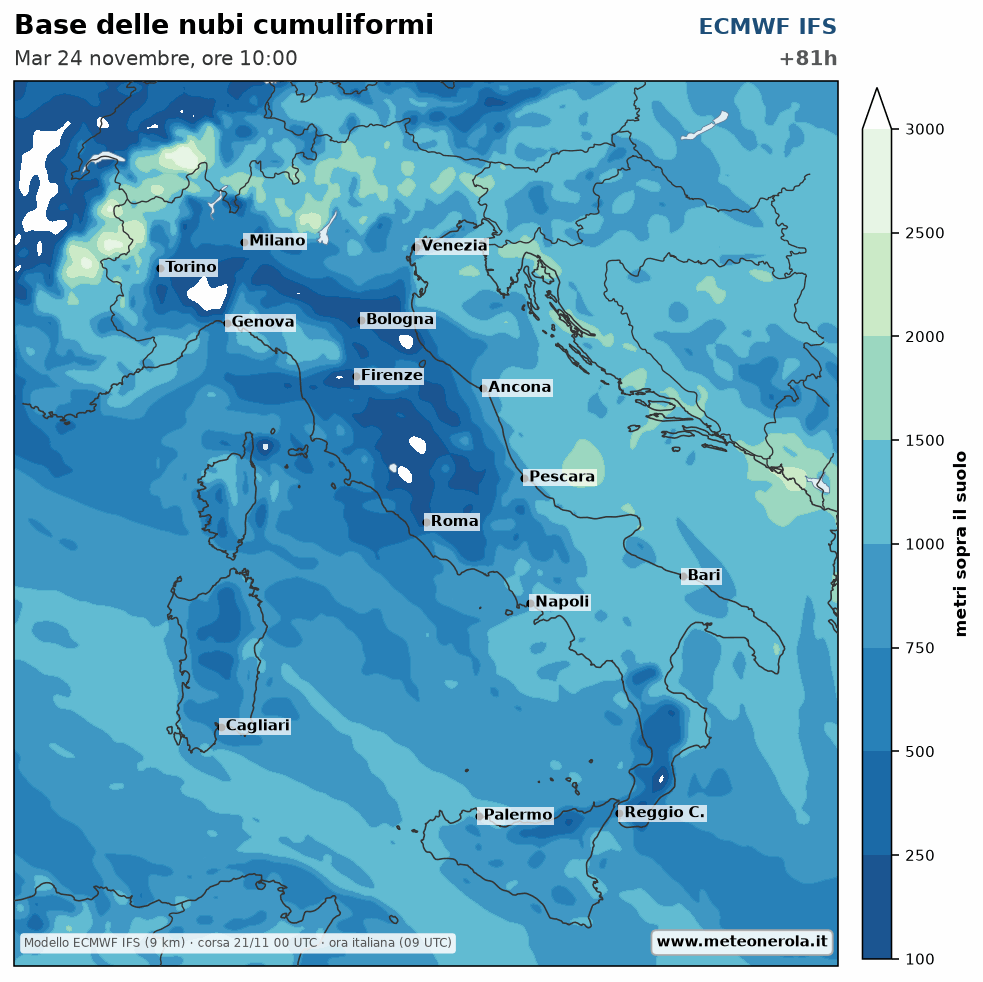 Base delle nubi cumuliformi
ECMWF IFS
Mar 24 novembre, ore 10:00
+81h
3000
2500
2000
1500
1000
750
500
250
100
metri sopra il suolo
Milano
Venezia
Torino
Genova
Bologna
Firenze
Ancona
Pescara
Roma
Bari
Napoli
Cagliari
Palermo
Reggio C.
Modello ECMWF IFS (9 km) · corsa 21/11 00 UTC · ora italiana (09 UTC)
www.meteonerola.it